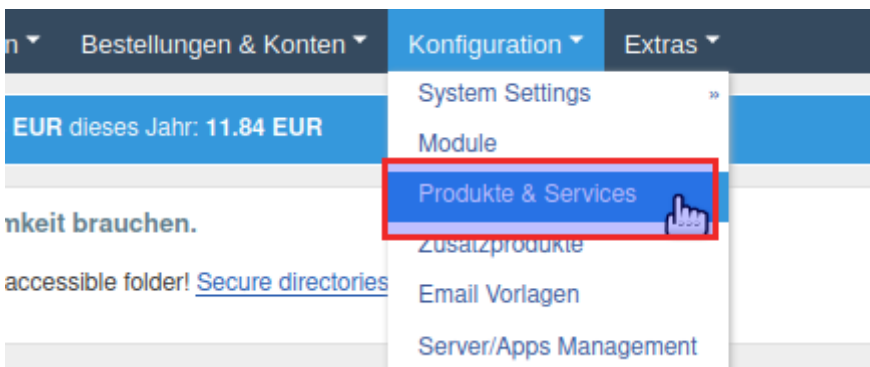 n Bestellungen & Konten Konfiguration Extras
System Settings »
EUR dieses Jahr: 11.84 EUR
Module
Produkte & Services
mkeit brauchen.
Zusatzprodukte
accessible folder! Secure directories
Email Vorlagen
Server/Apps Management